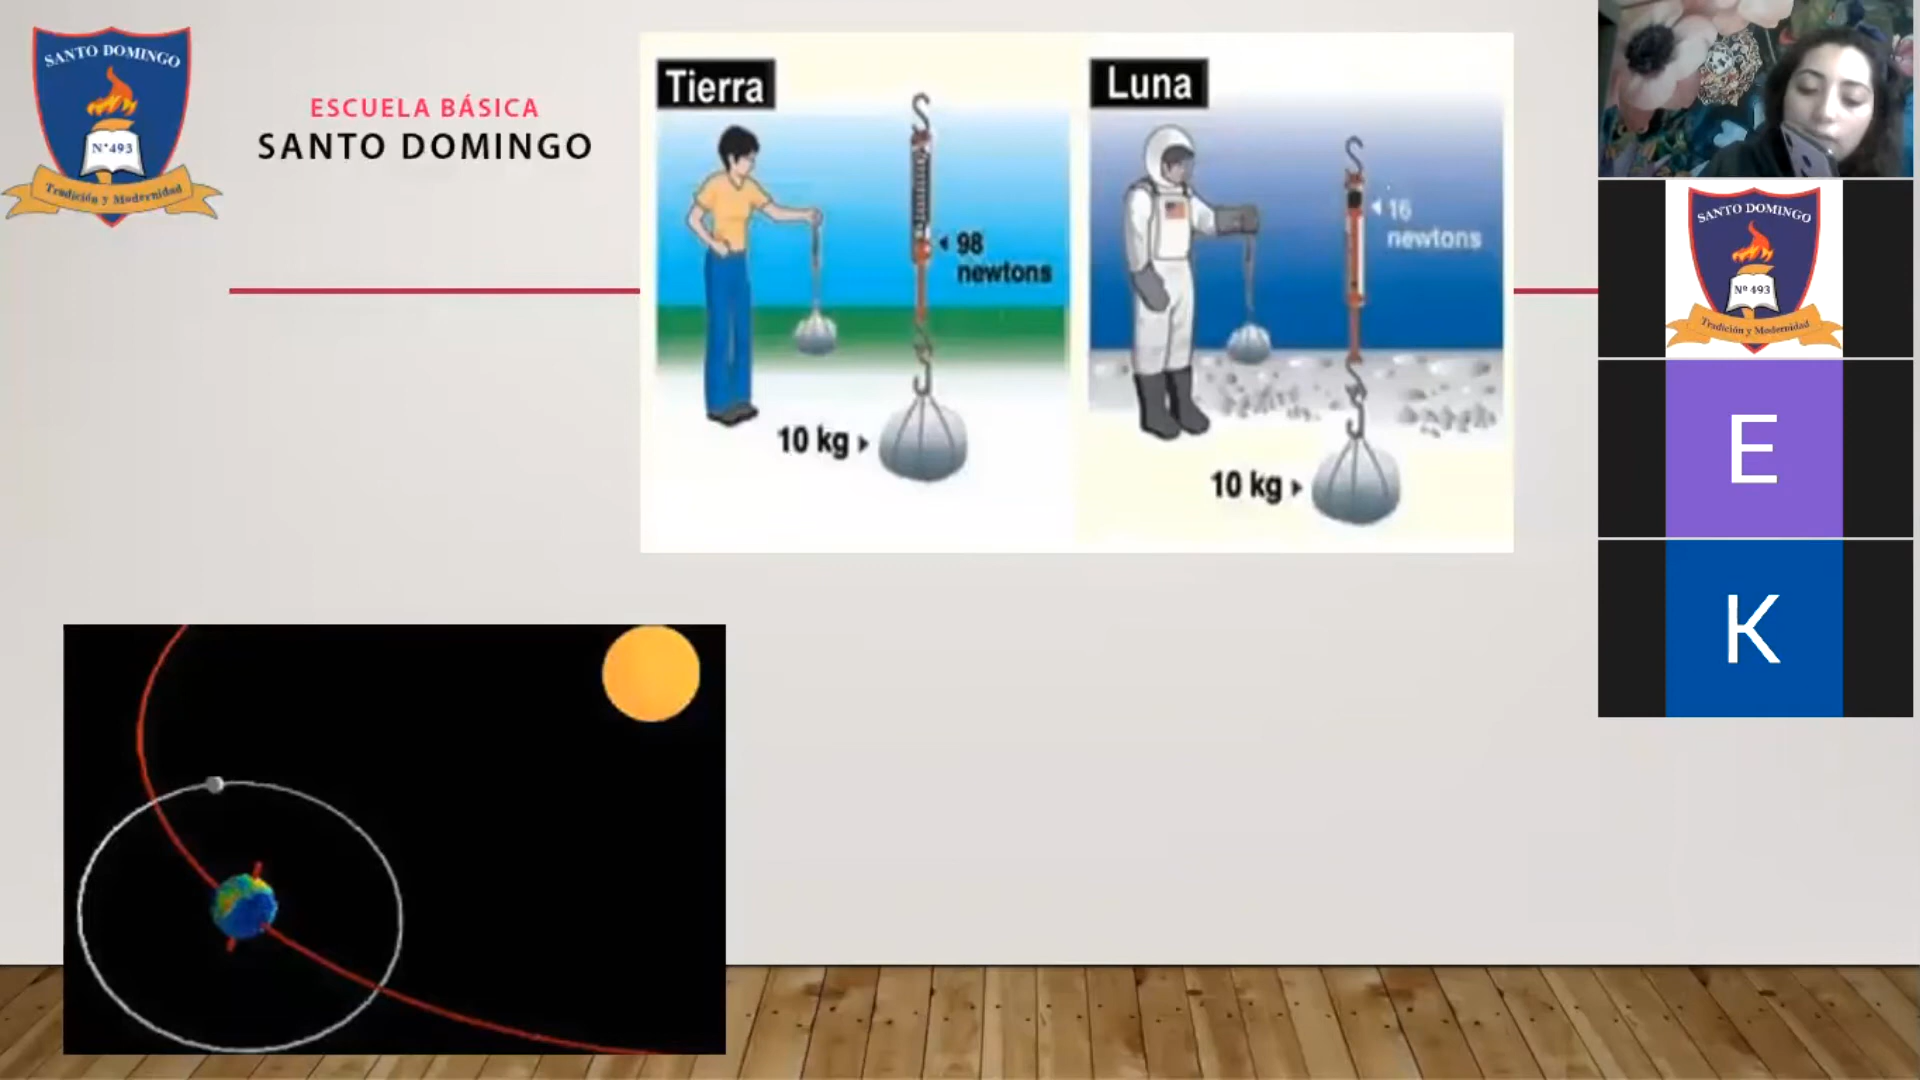 SANTO DOMINGO
N°493
Tradición y Modernidad
ESCUELA BÁSICA
SANTO DOMINGO
Tierra
98
newtons
10 kg
Luna
16
newtons
10 kg
SANTO DOMINGO
Nº 493
Tradición y Modernidad
E
K